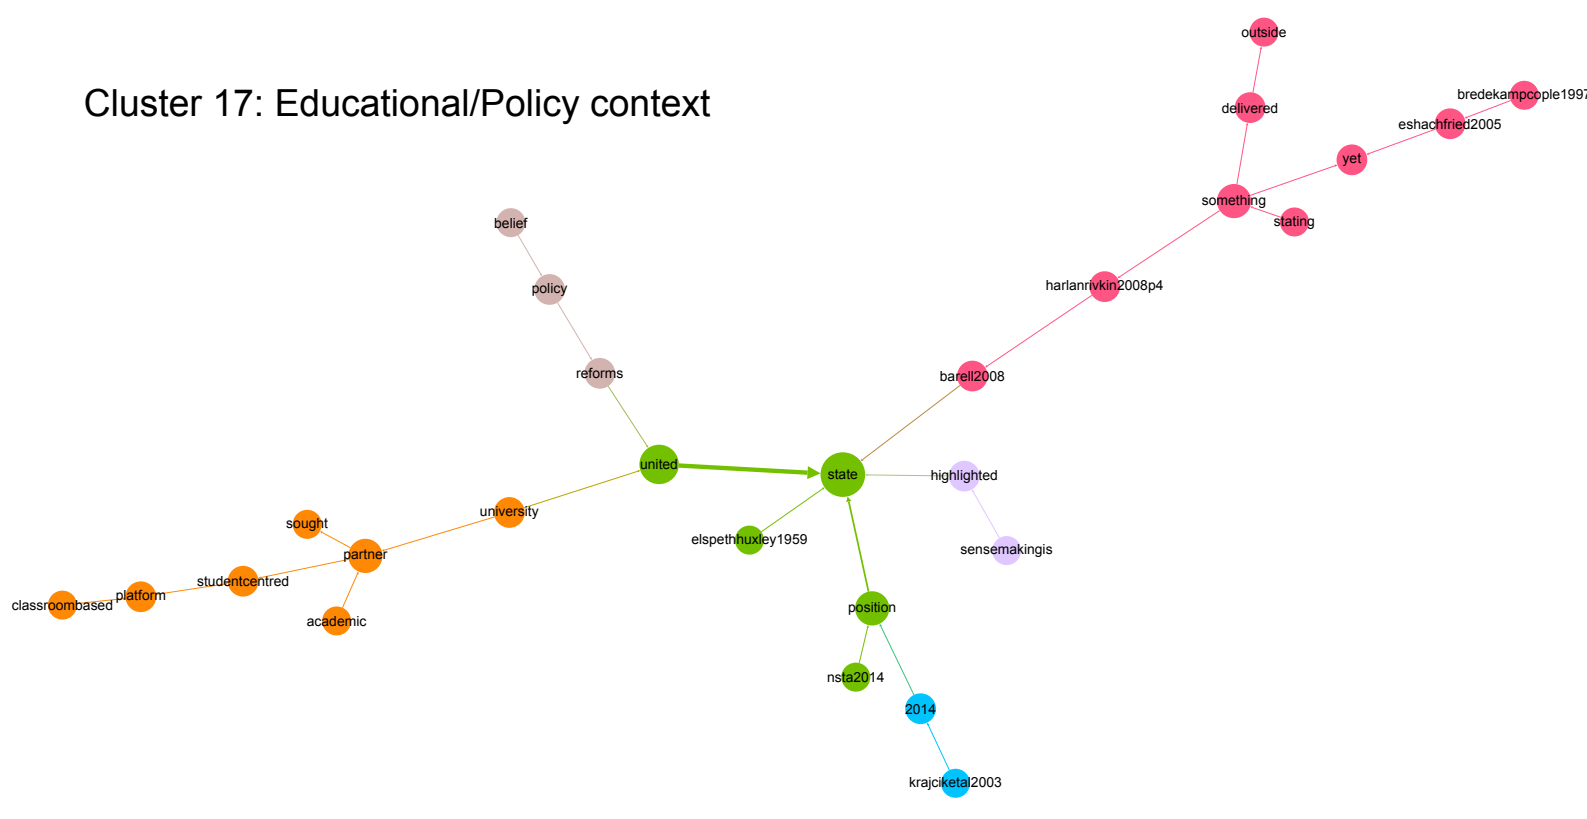 outside
Cluster 17: Educational/Policy context
bredekampcople1997
delivered
eshachfried2005
yet
something
stating
belief
policy
harlanrivkin2008p4
reforms
barell2008
united
state
highlighted
university
sought
elspethhuxley1959
sensemakingis
partner
studentcentred
platform
classroombased
academic
position
nsta2014
2014
krajciketal2003